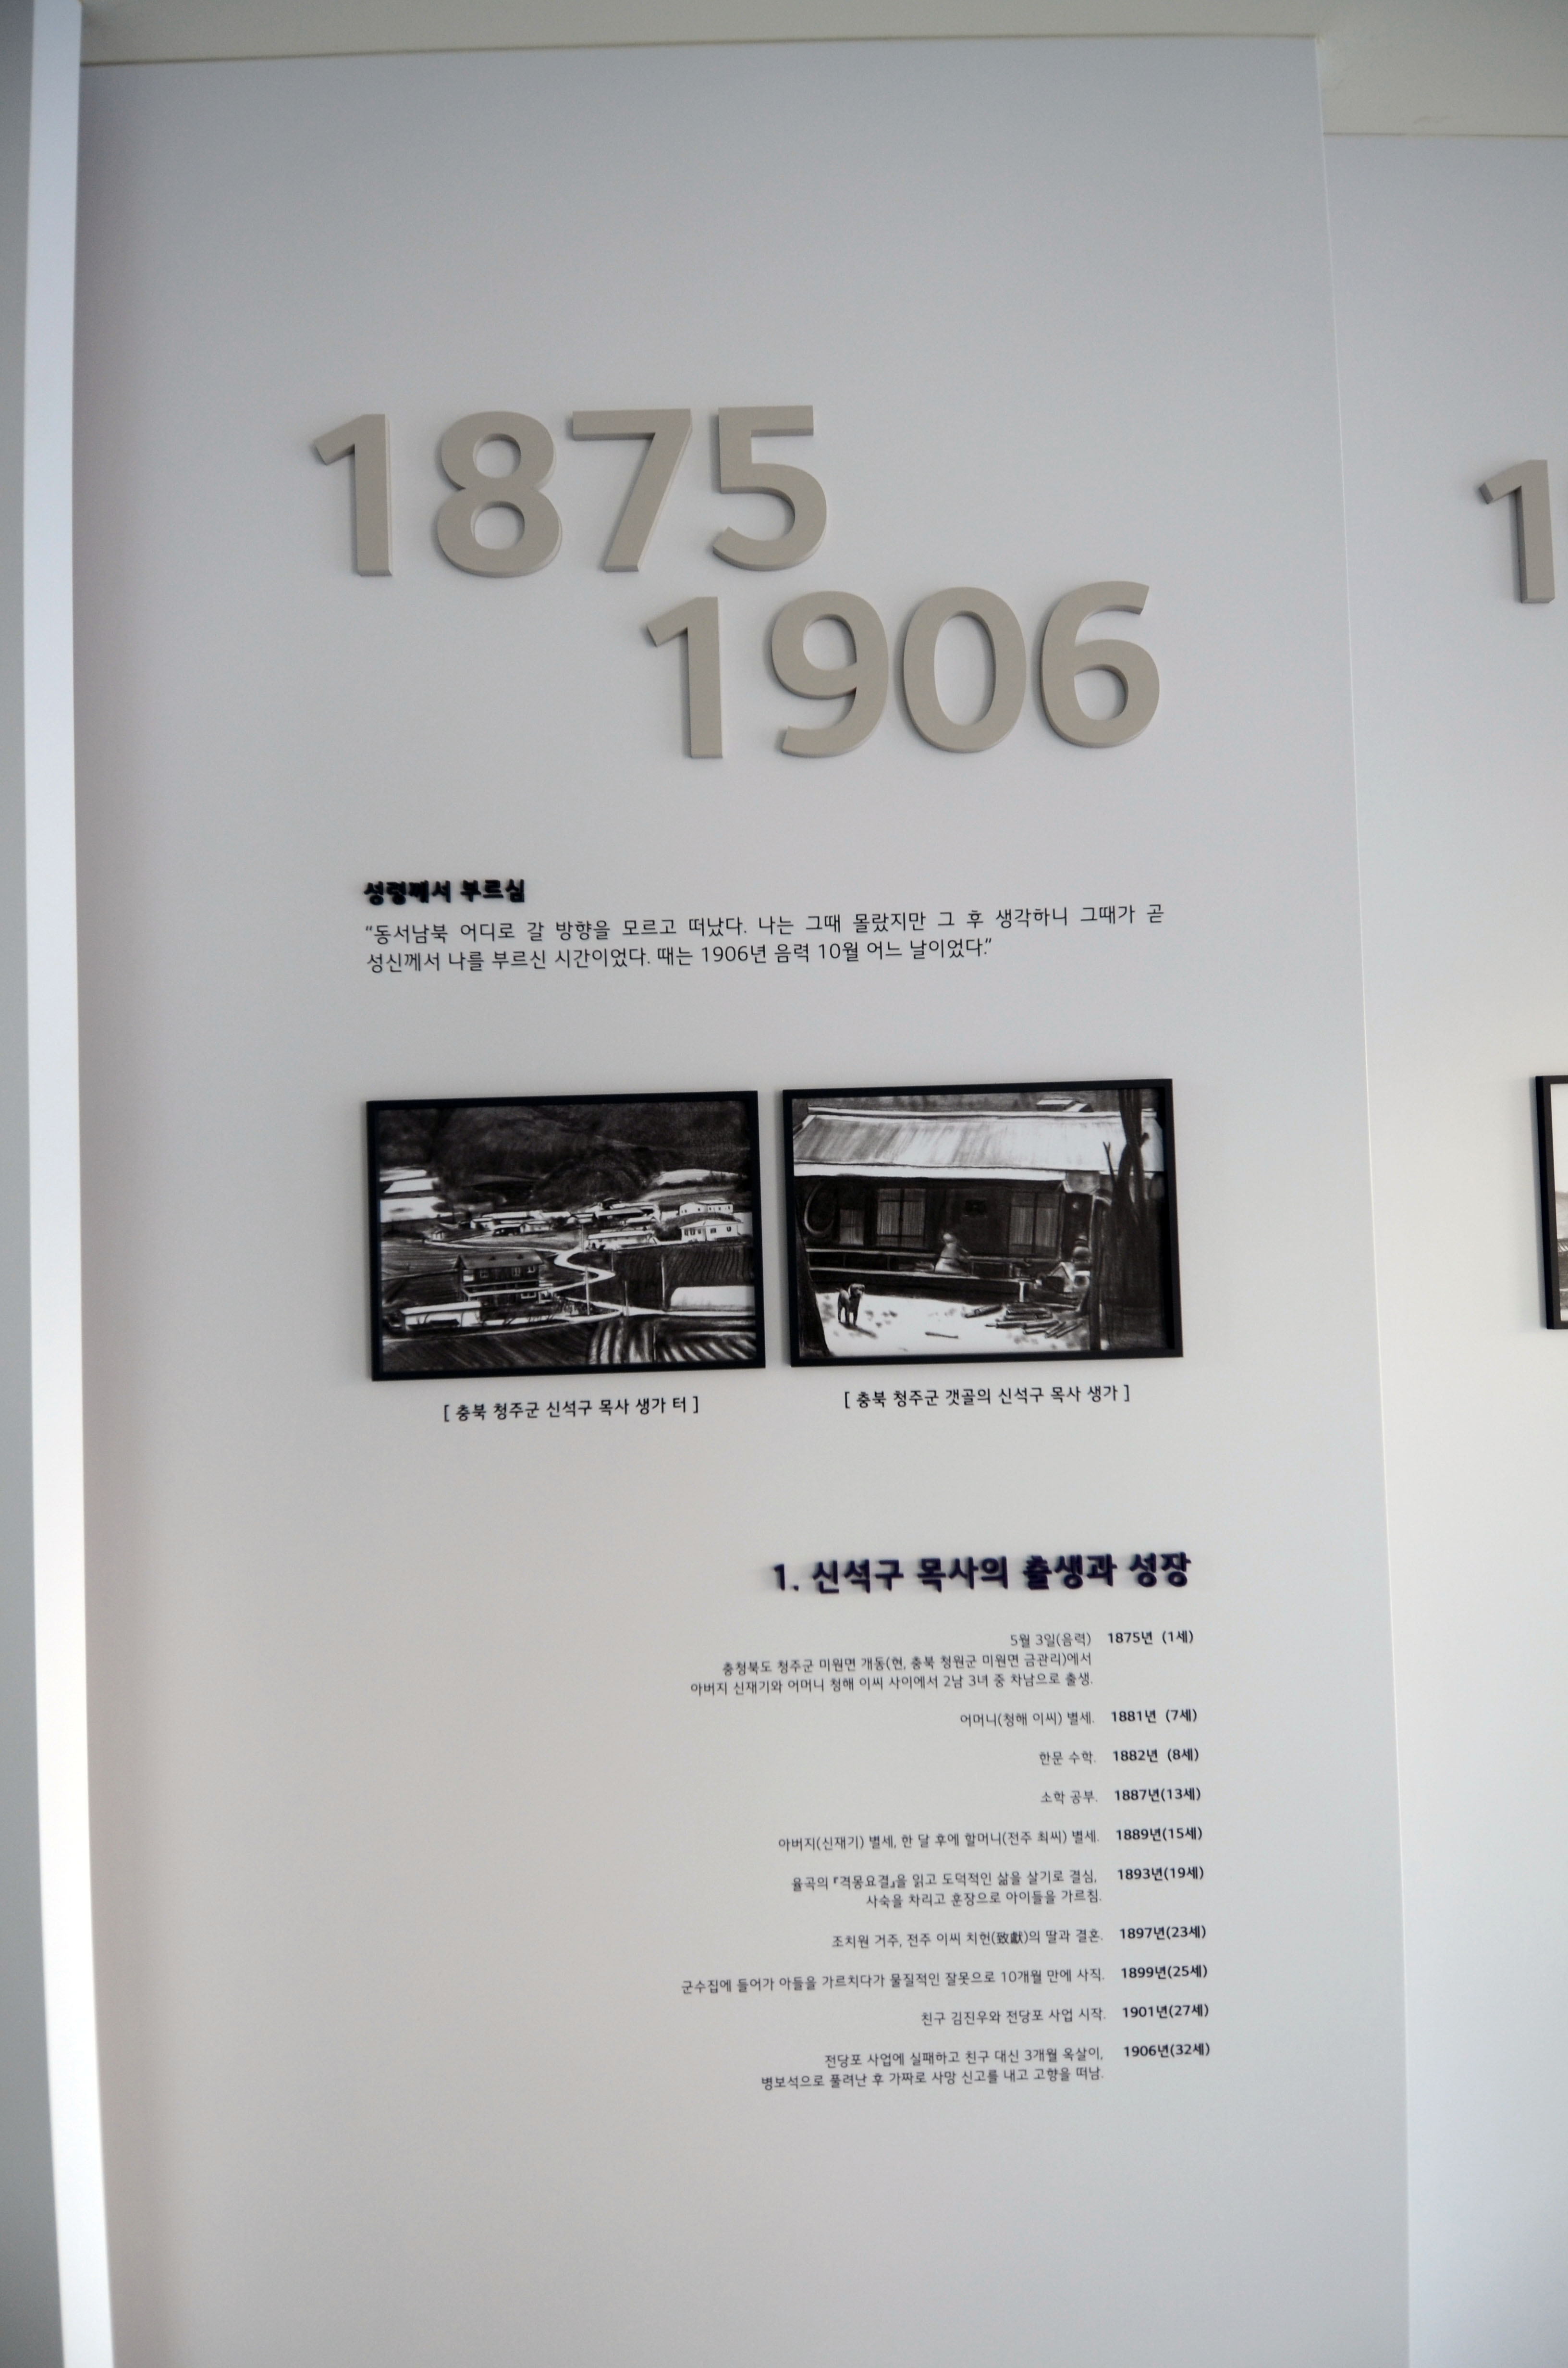 1875
1906
성령께서 부르심
“동서남북 어디로 갈 방향을 모르고 떠났다. 나는 그때 몰랐지만 그 후 생각하니 그때가 곧
성신께서 나를 부르신 시간이었다. 때는 1906년 음력 10월 어느 날이었다.”
[ 충북 청주군 신석구 목사 생가 터 ]
[ 충북 청주군 갯골의 신석구 목사 생가 ]
1. 신석구 목사의 출생과 성장
5월 3일(음력) 1875년 (1세)
충청북도 청주군 미원면 개동(현, 충북 청원군 미원면 금관리)에서
아버지 신재기와 어머니 청해 이씨 사이에서 2남 3녀 중 차남으로 출생.
어머니(청해 이씨) 별세. 1881년 (7세)
한문 수학. 1882년 (8세)
소학 공부. 1887년(13세)
아버지(신재기) 별세, 한 달 후에 할머니(전주 최씨) 별세. 1889년(15세)
율곡의 『격몽요결』을 읽고 도덕적인 삶을 살기로 결심, 1893년(19세)
사숙을 차리고 훈장으로 아이들을 가르침.
조치원 거주, 전주 이씨 치헌(致獻)의 딸과 결혼. 1897년(23세)
군수집에 들어가 아들을 가르치다가 물질적인 잘못으로 10개월 만에 사직. 1899년(25세)
친구 김진우와 전당포 사업 시작. 1901년(27세)
전당포 사업에 실패하고 친구 대신 3개월 옥살이, 1906년(32세)
병보석으로 풀려난 후 가짜로 사망 신고를 내고 고향을 떠남.
1